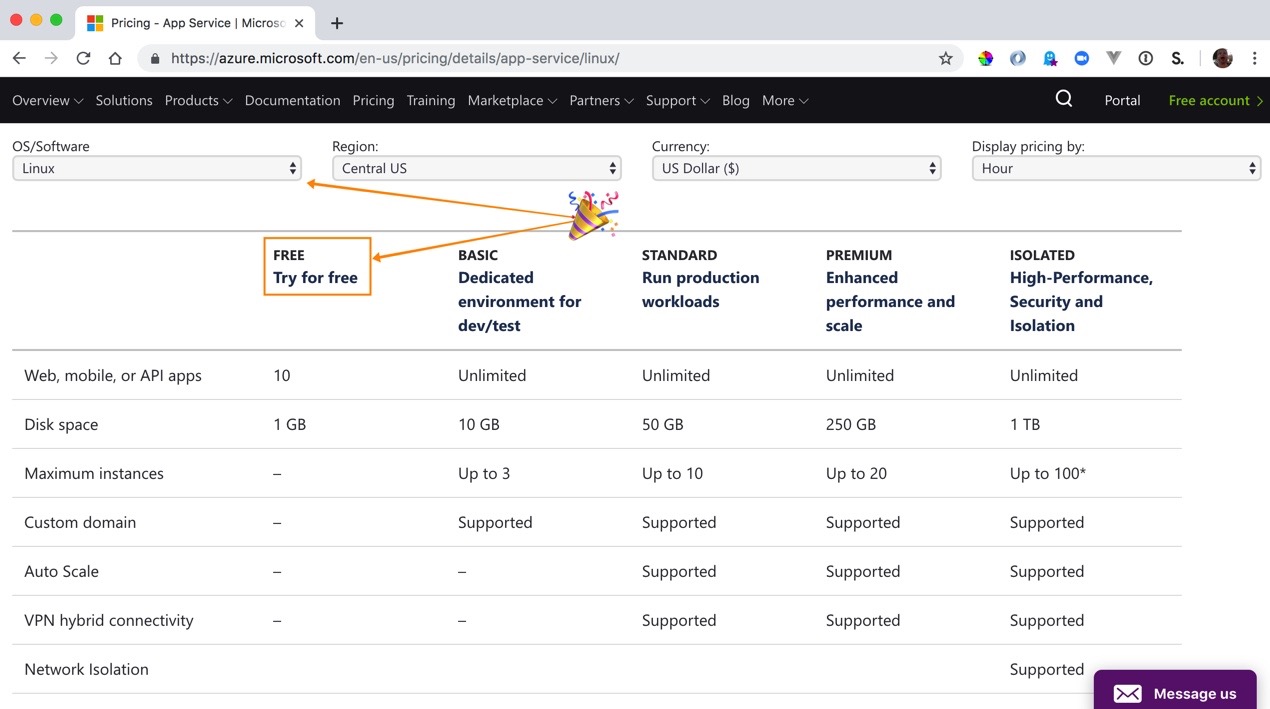 Pricing - App Service | Microso
https://azure.microsoft.com/en-us/pricing/details/app-service/linux/
S.
Overview Solutions Products Documentation Pricing Training Marketplace Partners Support Blog More Portal Free account
OS/Software Region: Currency: Display pricing by:
Linux Central US US Dollar ($) Hour
FREE BASIC STANDARD PREMIUM ISOLATED
Try for free Dedicated Run production Enhanced High-Performance,
environment for workloads performance and Security and
dev/test scale Isolation
Web, mobile, or API apps 10 Unlimited Unlimited Unlimited Unlimited
Disk space 1 GB 10 GB 50 GB 250 GB 1 TB
Maximum instances – Up to 3 Up to 10 Up to 20 Up to 100*
Custom domain – Supported Supported Supported Supported
Auto Scale – – Supported Supported Supported
VPN hybrid connectivity – – Supported Supported Supported
Network Isolation Supported
Message us